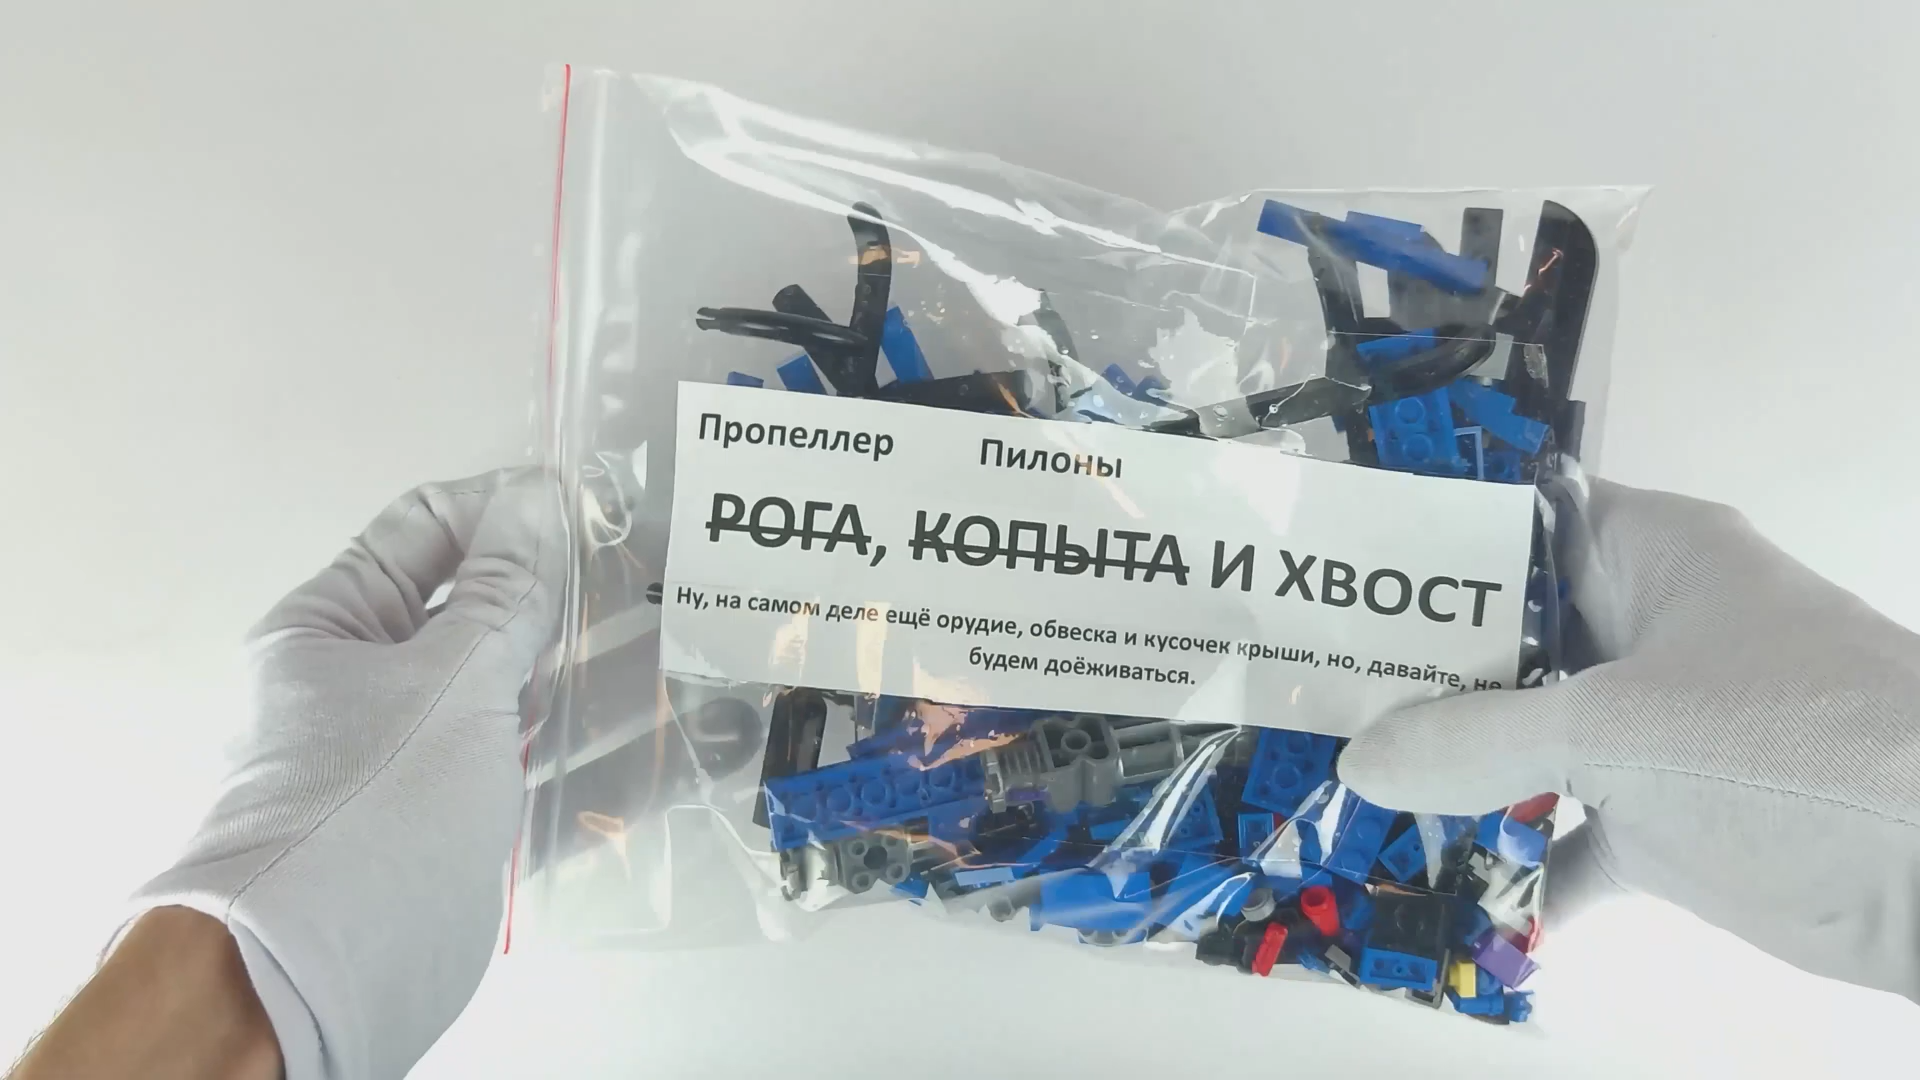 Пропеллер Пилоны
РОГА, КОПЫТА И ХВОСТ
Ну, на самом деле ещё орудие, обвеска и кусочек крыши, но, давайте, не
будем доёживаться.